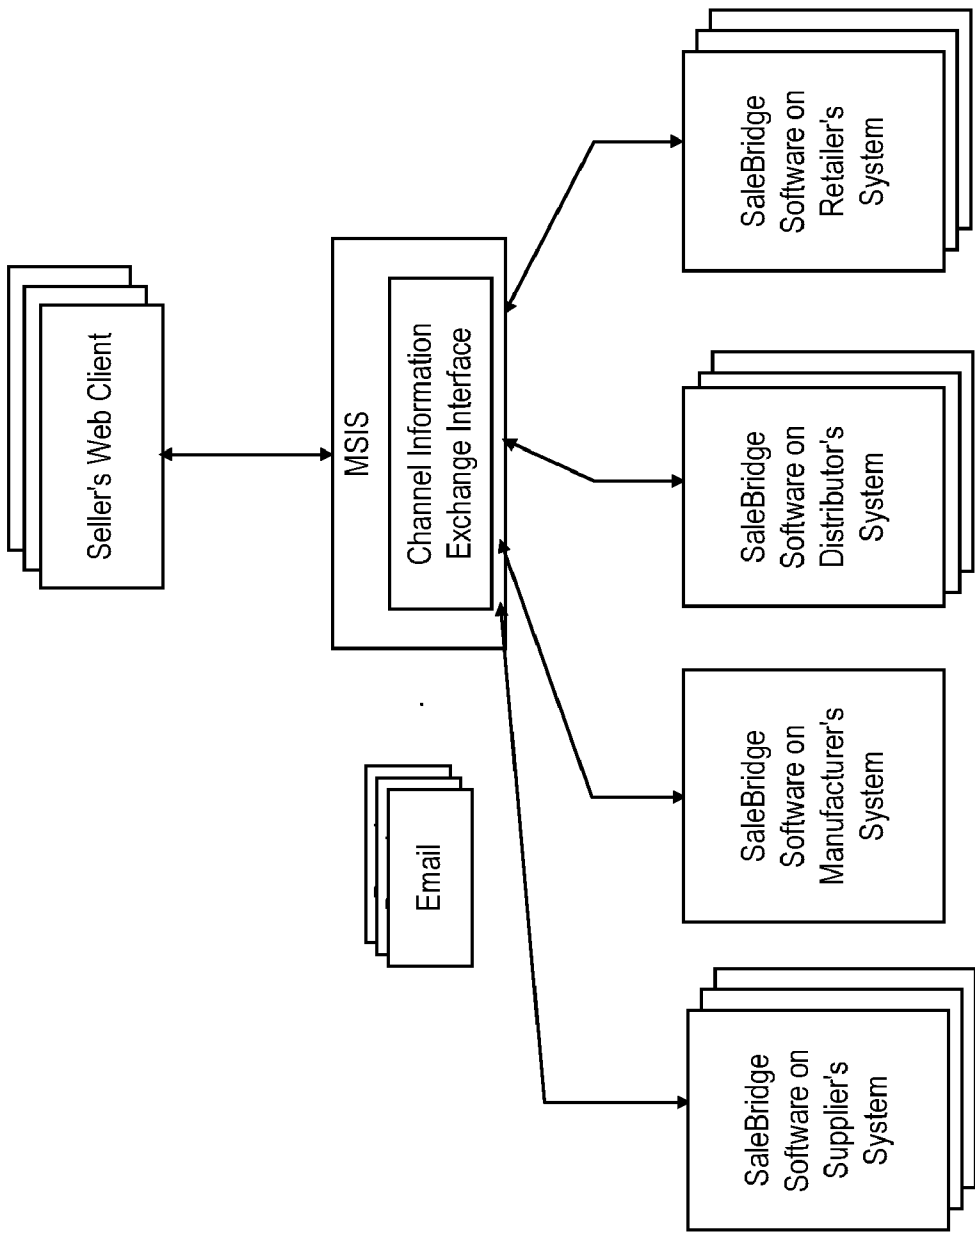 Seller's Web Client
MSIS
Channel Information
Exchange Interface
Email
SaleBridge
Software on
Supplier's
System
SaleBridge
Software on
Manufacturer's
System
SaleBridge
Software on
Distributor's
System
SaleBridge
Software on
Retailer's
System